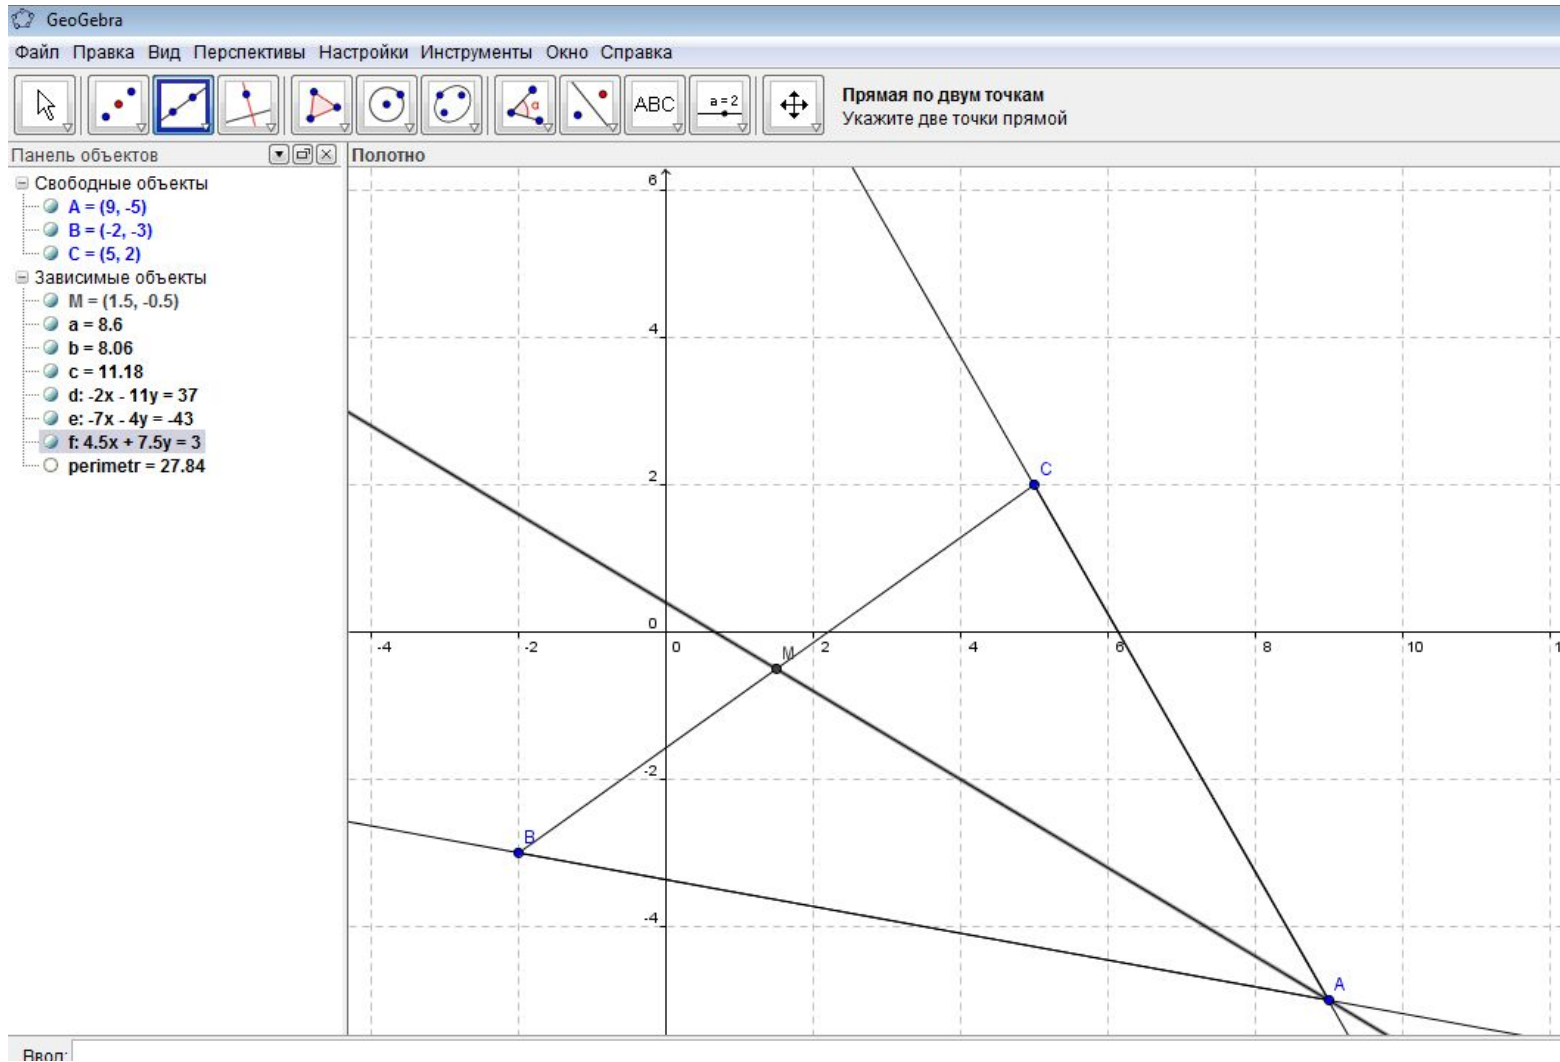 GeoGebra
Файл Правка Вид Перспективы Настройки Инструменты Окно Справка
ABC
a = 2
α
Прямая по двум точкам
Укажите две точки прямой
Панель объектов
Полотно
Свободные объекты
A = (9, -5)
B = (-2, -3)
C = (5, 2)
Зависимые объекты
M = (1.5, -0.5)
a = 8.6
b = 8.06
c = 11.18
d: -2x - 11y = 37
e: -7x - 4y = -43
f: 4.5x + 7.5y = 3
perimetr = 27.84
6
4
2
0
-2
-4
-4 -2 0 2 4 6 8 10 1
C
M
B
A
Ввод: